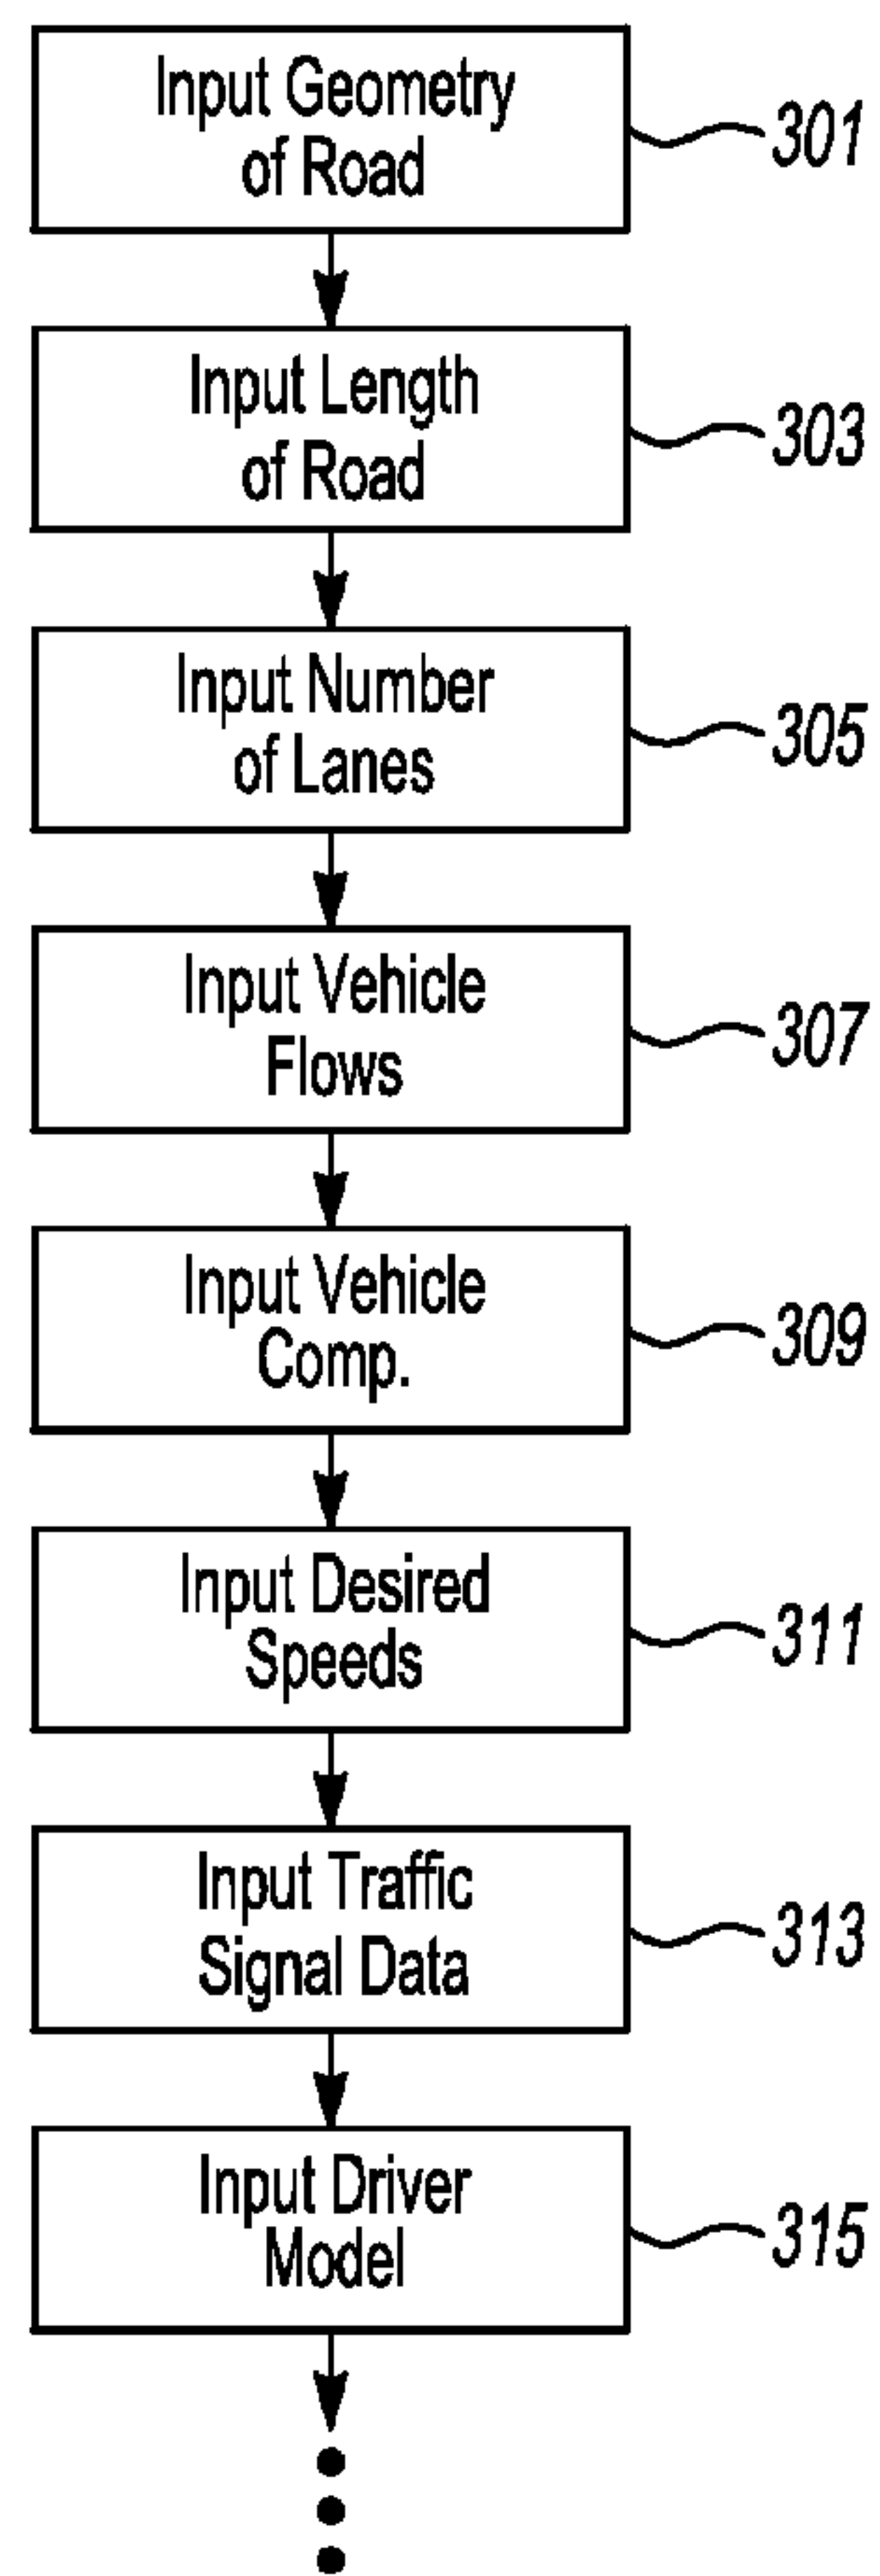 Input Geometry
of Road
301
Input Length
of Road
303
Input Number
of Lanes
305
Input Vehicle
Flows
307
Input Vehicle
Comp.
309
Input Desired
Speeds
311
Input Traffic
Signal Data
313
Input Driver
Model
315